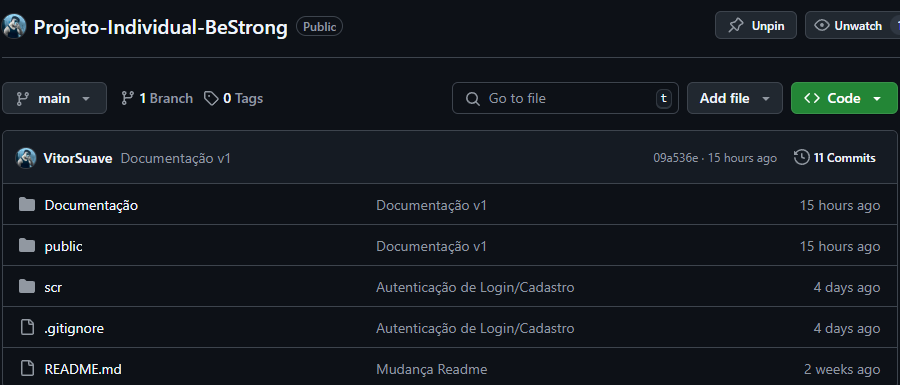 Projeto-Individual-BeStrong Public Unpin Unwatch
main 1 Branch 0 Tags Go to file t Add file Code
VitorSuave Documentação v1 09a536e · 15 hours ago 11 Commits
Documentação Documentação v1 15 hours ago
public Documentação v1 15 hours ago
scr Autenticação de Login/Cadastro 4 days ago
.gitignore Autenticação de Login/Cadastro 4 days ago
README.md Mudança Readme 2 weeks ago